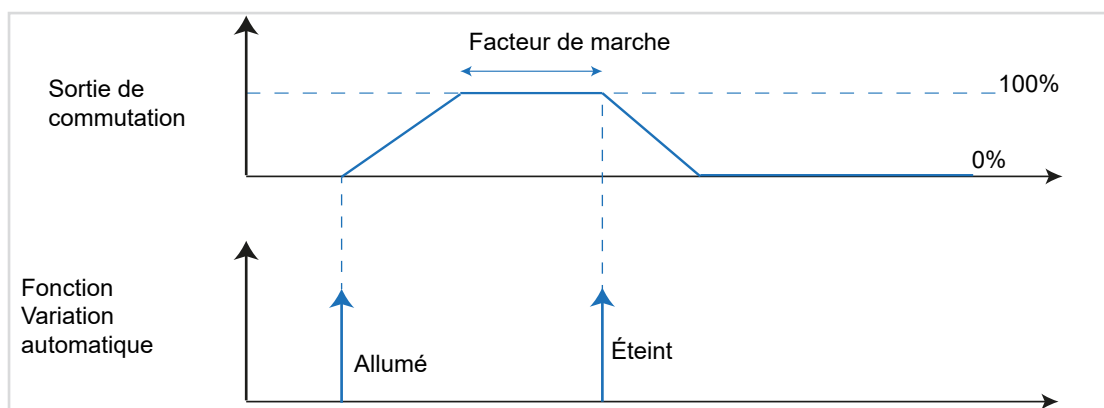 Facteur de marche
Sortie de
commutation
100%
0%
Fonction
Variation
automatique
Allumé
Éteint